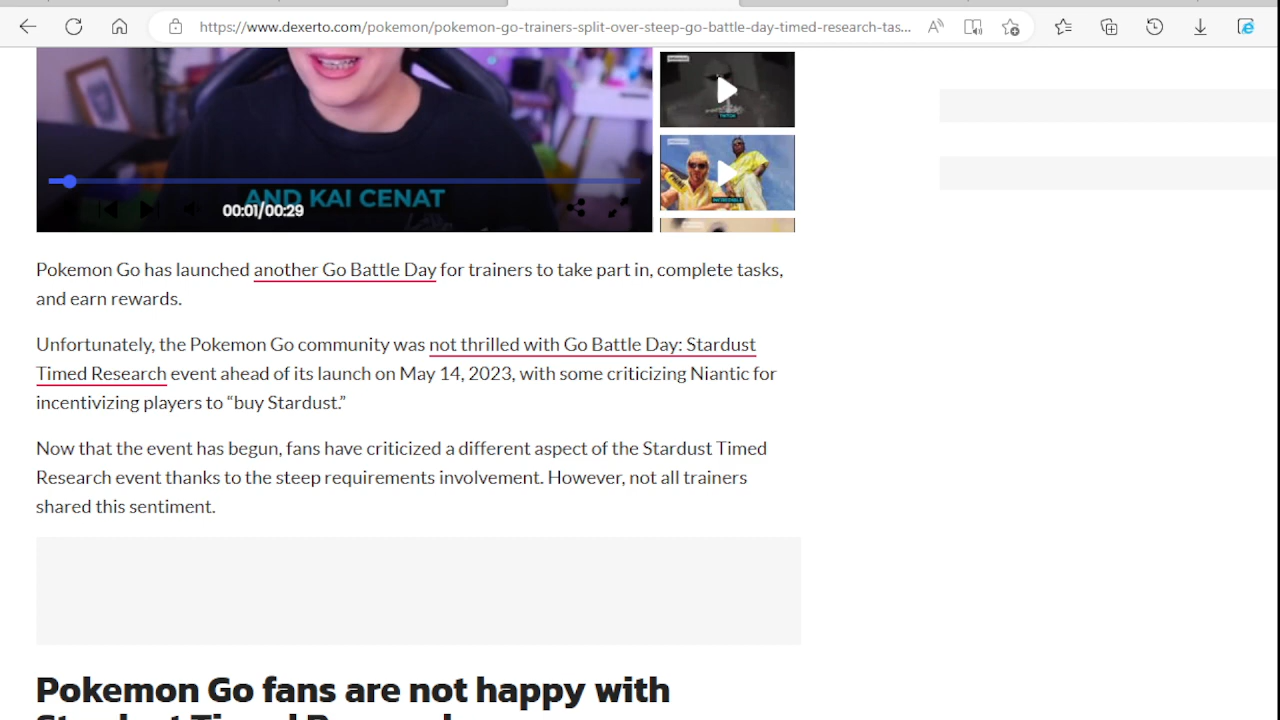 https://www.dexerto.com/pokemon/pokemon-go-trainers-split-over-steep-go-battle-day-timed-research-tas...
TIKTOK
INCREDIBLE
AND KAI CENAT
00:01/00:29
Pokemon Go has launched another Go Battle Day for trainers to take part in, complete tasks,
and earn rewards.
Unfortunately, the Pokemon Go community was not thrilled with Go Battle Day: Stardust
Timed Research event ahead of its launch on May 14, 2023, with some criticizing Niantic for
incentivizing players to “buy Stardust.”
Now that the event has begun, fans have criticized a different aspect of the Stardust Timed
Research event thanks to the steep requirements involvement. However, not all trainers
shared this sentiment.
Pokemon Go fans are not happy with
Stardust Timed Research